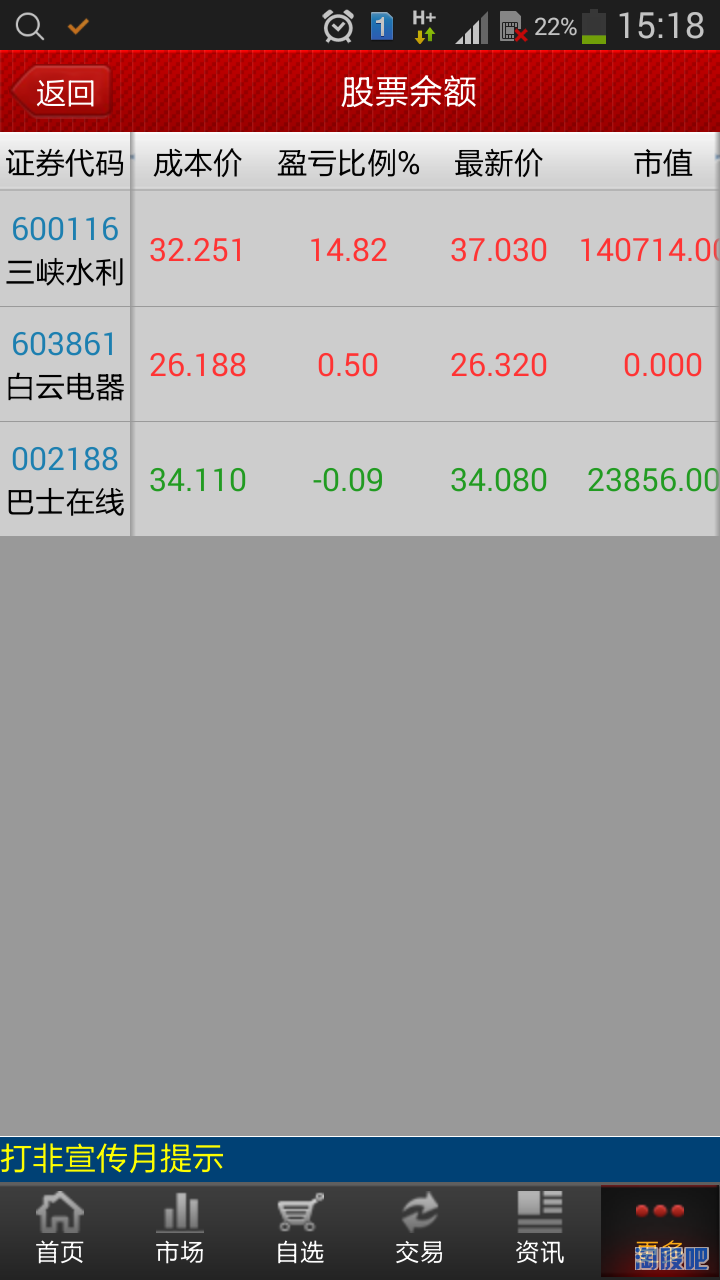 1 H+ 22% 15:18
返回 股票余额
证券代码 成本价 盈亏比例% 最新价 市值
600116
三峡水利 32.251 14.82 37.030 140714.00
603861
白云电器 26.188 0.50 26.320 0.000
002188
巴士在线 34.110 -0.09 34.080 23856.00
打非宣传月提示
首页 市场 自选 交易 资讯 更多
淘股吧